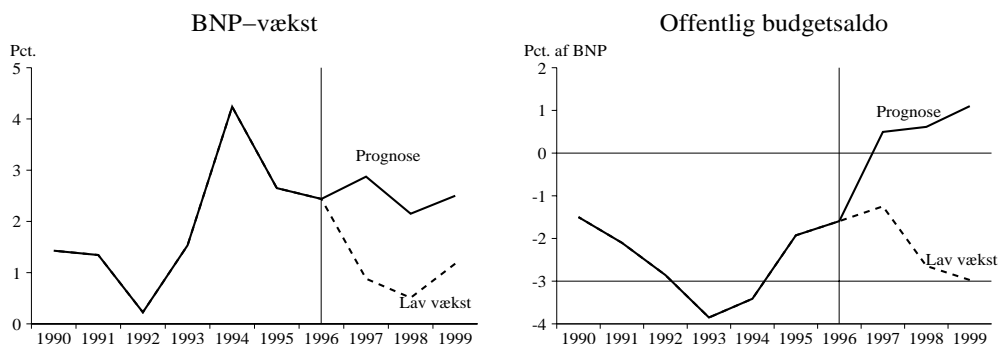 BNP–vækst
Pct.
5
4
3
2
1
0
Prognose
Lav vækst
1990 1991 1992 1993 1994 1995 1996 1997 1998 1999
Offentlig budgetsaldo
Pct. af BNP
2
1
0
-1
-2
-3
-4
Prognose
Lav vækst
1990 1991 1992 1993 1994 1995 1996 1997 1998 1999